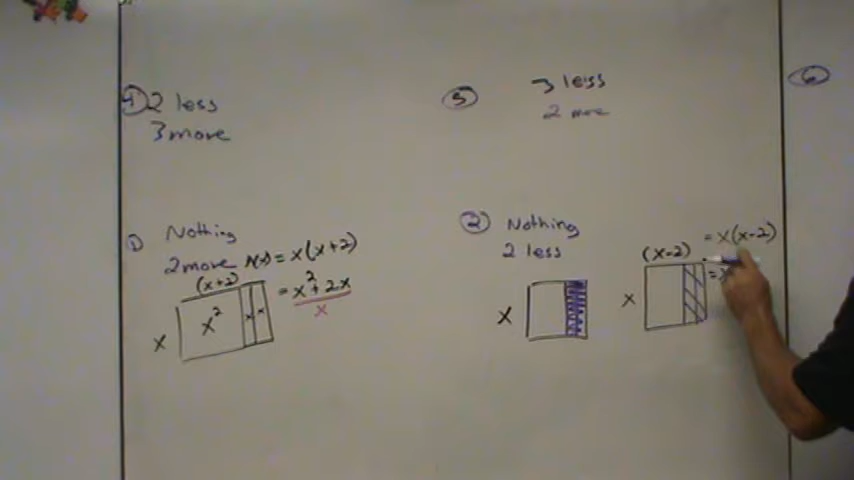 4 2 less
3 more
5 3 less
2 more
6
1 Nothing
2 more A(x) = x(x+2)
(x+2) = x² + 2x
x
x x² x x
2 Nothing
2 less
x
(x-2) = x(x-2)
x